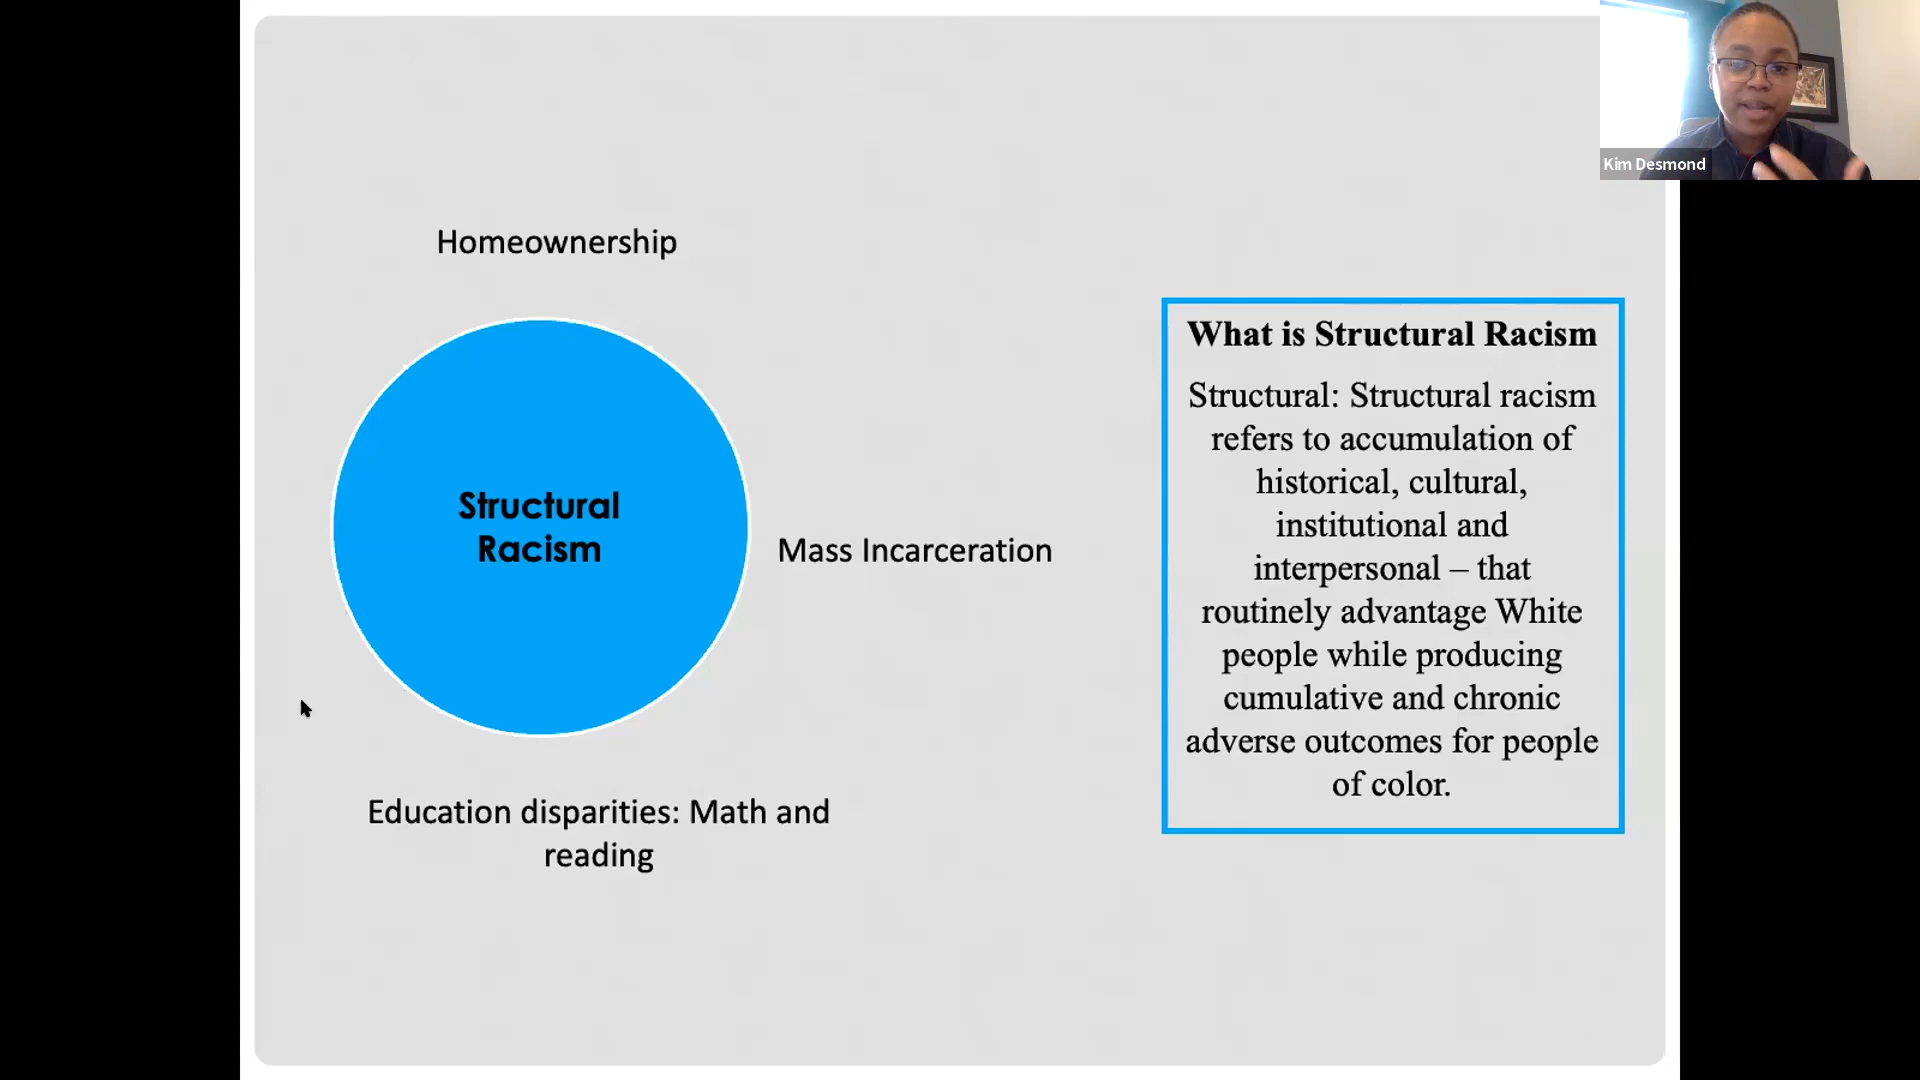 Kim Desmond
Homeownership
Structural
Racism
Mass Incarceration
Education disparities: Math and
reading
What is Structural Racism
Structural: Structural racism
refers to accumulation of
historical, cultural,
institutional and
interpersonal – that
routinely advantage White
people while producing
cumulative and chronic
adverse outcomes for people
of color.